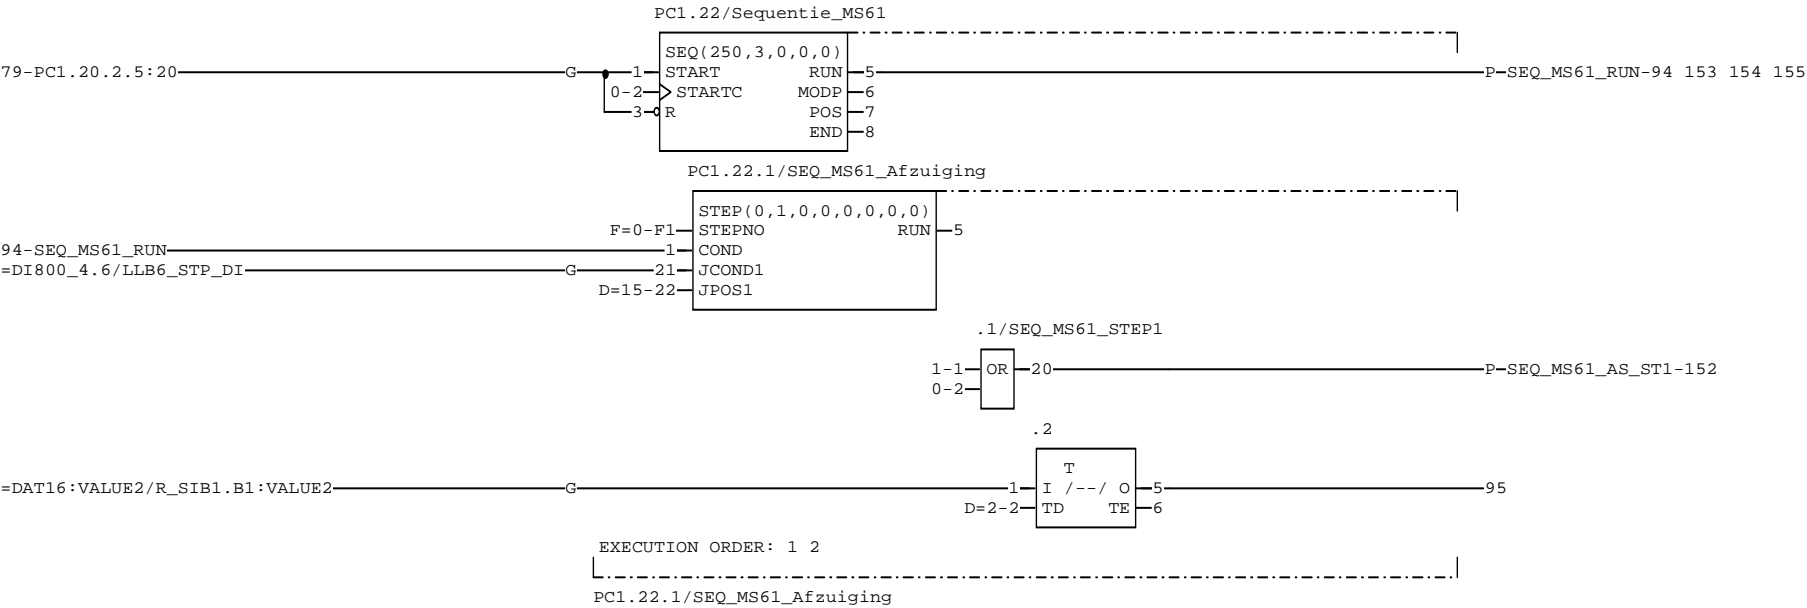 PC1.22/Sequentie_MS61
SEQ(250,3,0,0,0)
79-PC1.20.2.5:20 G 1 START RUN 5 P-SEQ_MS61_RUN-94 153 154 155
0-2 STARTC MODP 6
3 R POS 7
END 8
PC1.22.1/SEQ_MS61_Afzuiging
STEP(0,1,0,0,0,0,0,0)
F=0-F1 STEPNO RUN 5
94-SEQ_MS61_RUN 1 COND
=DI800_4.6/LLB6_STP_DI G 21 JCOND1
D=15-22 JPOS1
.1/SEQ_MS61_STEP1
1-1 OR 20 P-SEQ_MS61_AS_ST1-152
0-2
.2
T
=DAT16:VALUE2/R_SIB1.B1:VALUE2 G 1 I /--/ O 5 95
D=2-2 TD TE 6
EXECUTION ORDER: 1 2
PC1.22.1/SEQ_MS61_Afzuiging